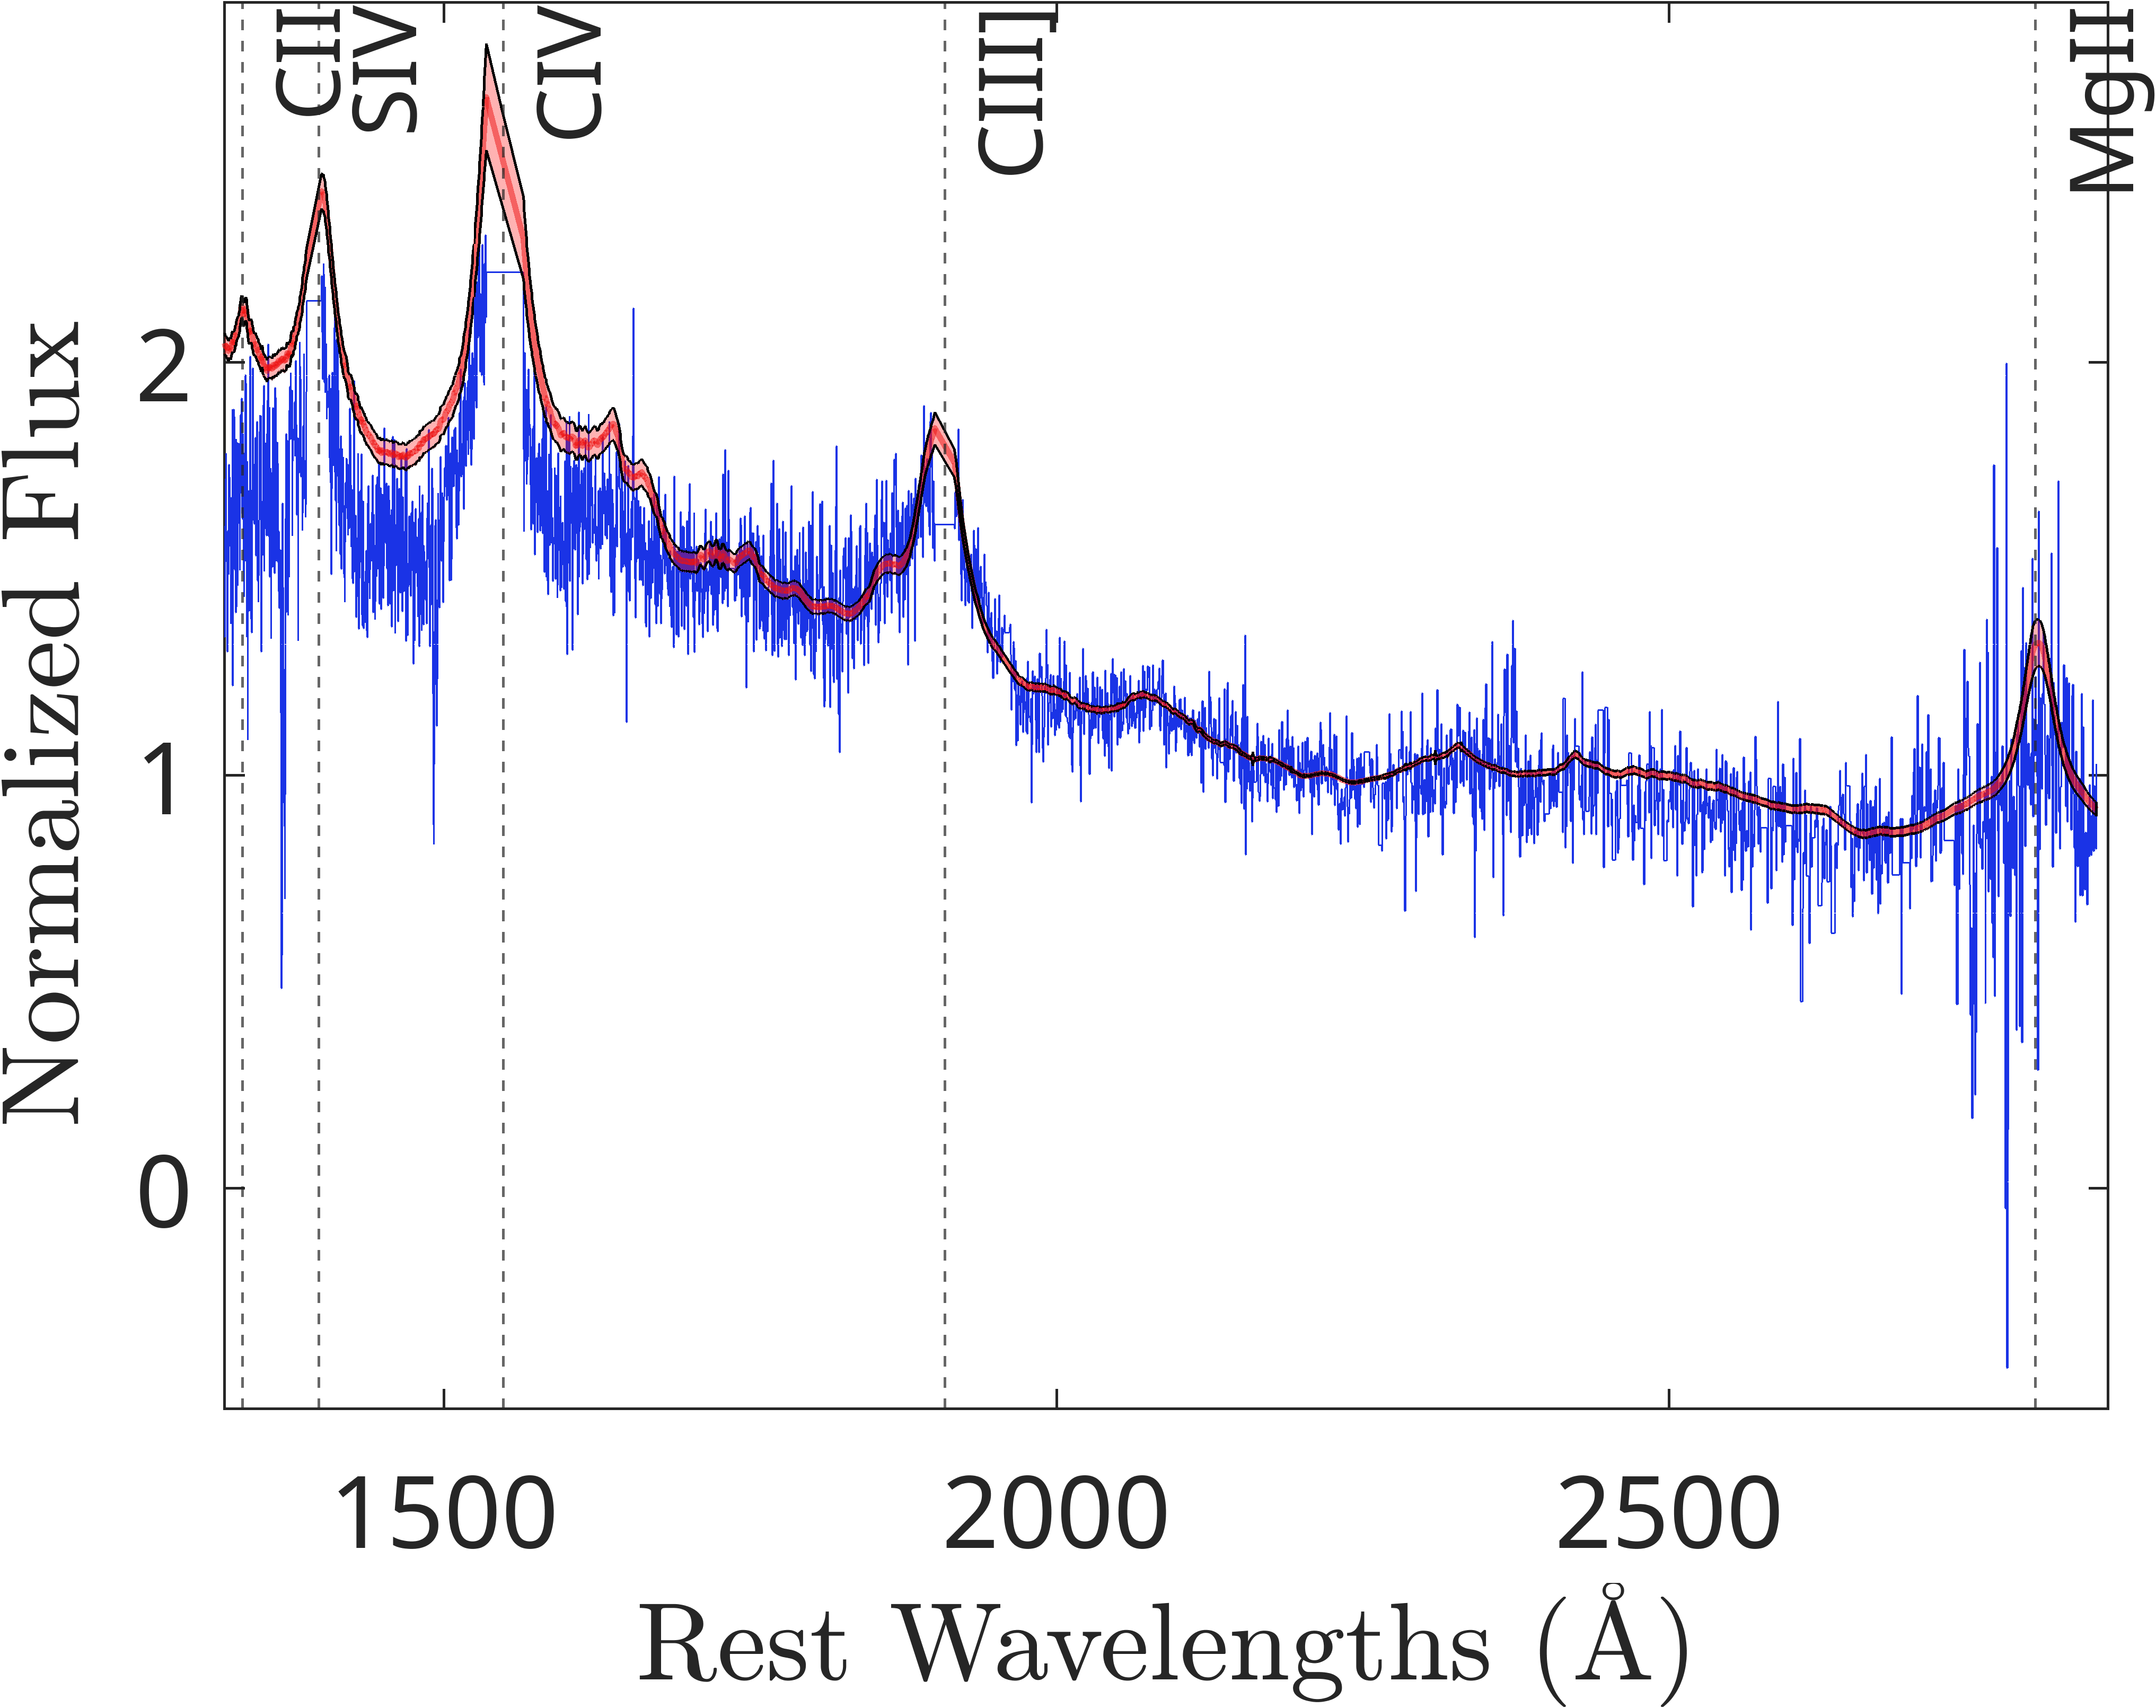 CII
SIV
CIV
CIII]
MgII
Normalized Flux
2
1
0
1500
2000
2500
Rest Wavelengths (Å)